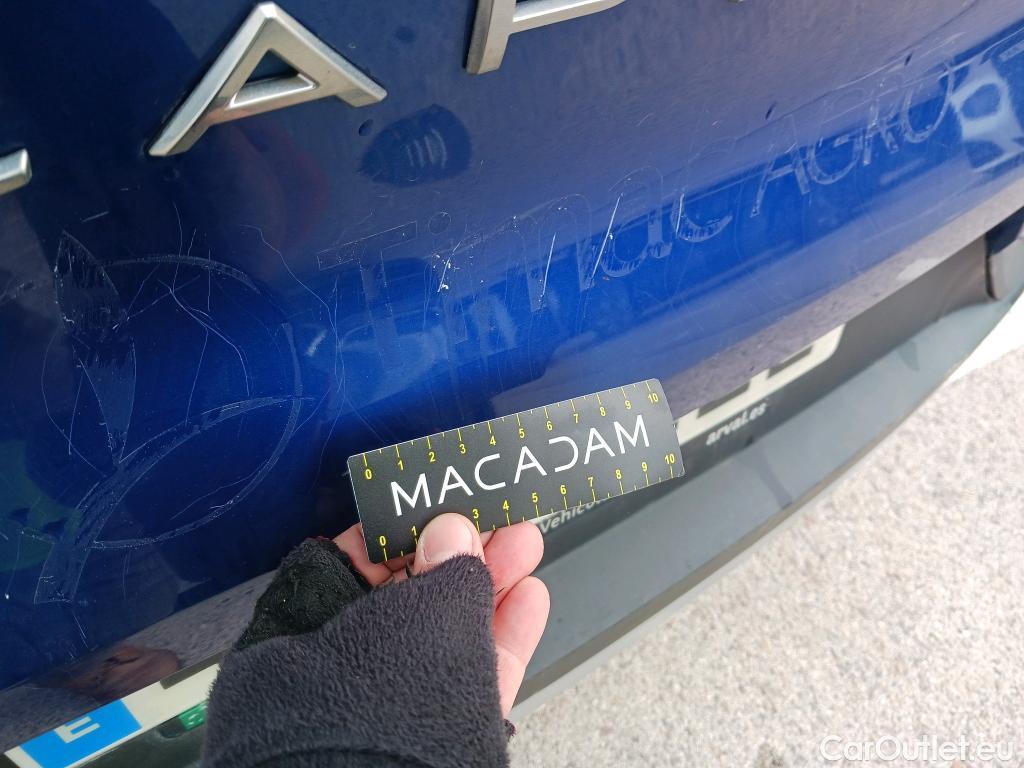 Timac AGRO
0 1 2 3 4 5 6 7 8 9 10
MACADAM
0 1 3 4 5 6 7 8 9 10
arval.es
E
CarOutlet.eu